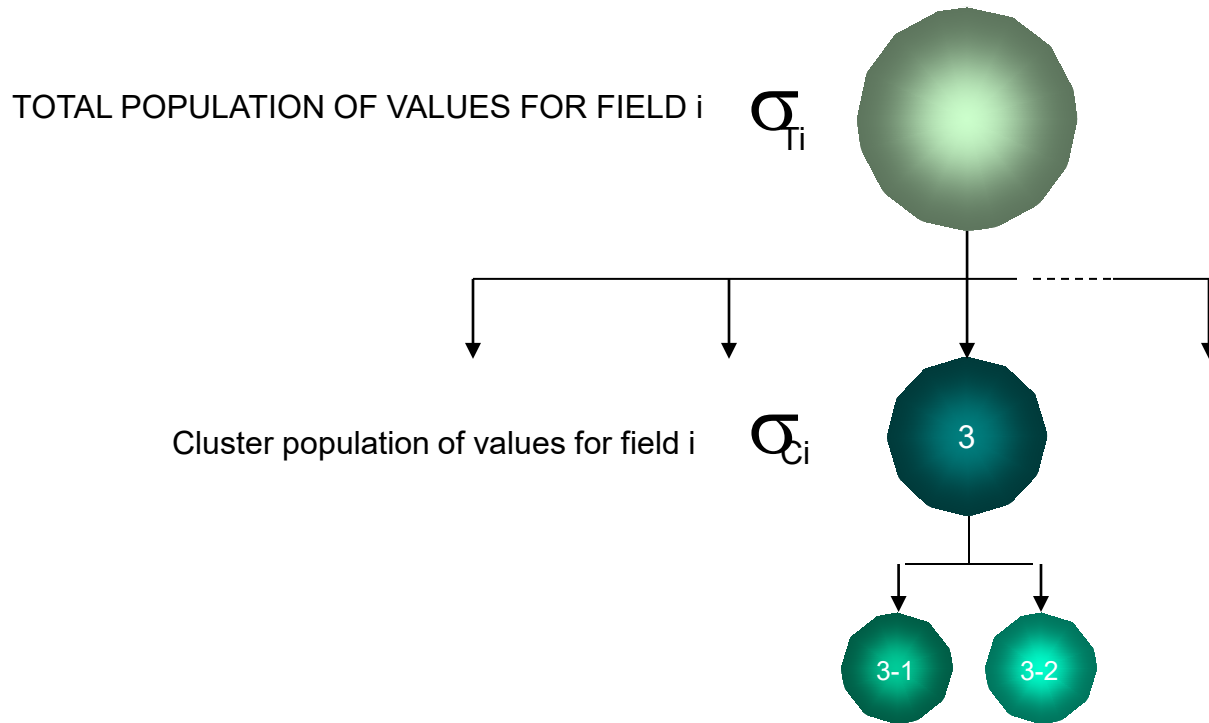 TOTAL POPULATION OF VALUES FOR FIELD i σTi
Cluster population of values for field i σCi
3
3-1 3-2